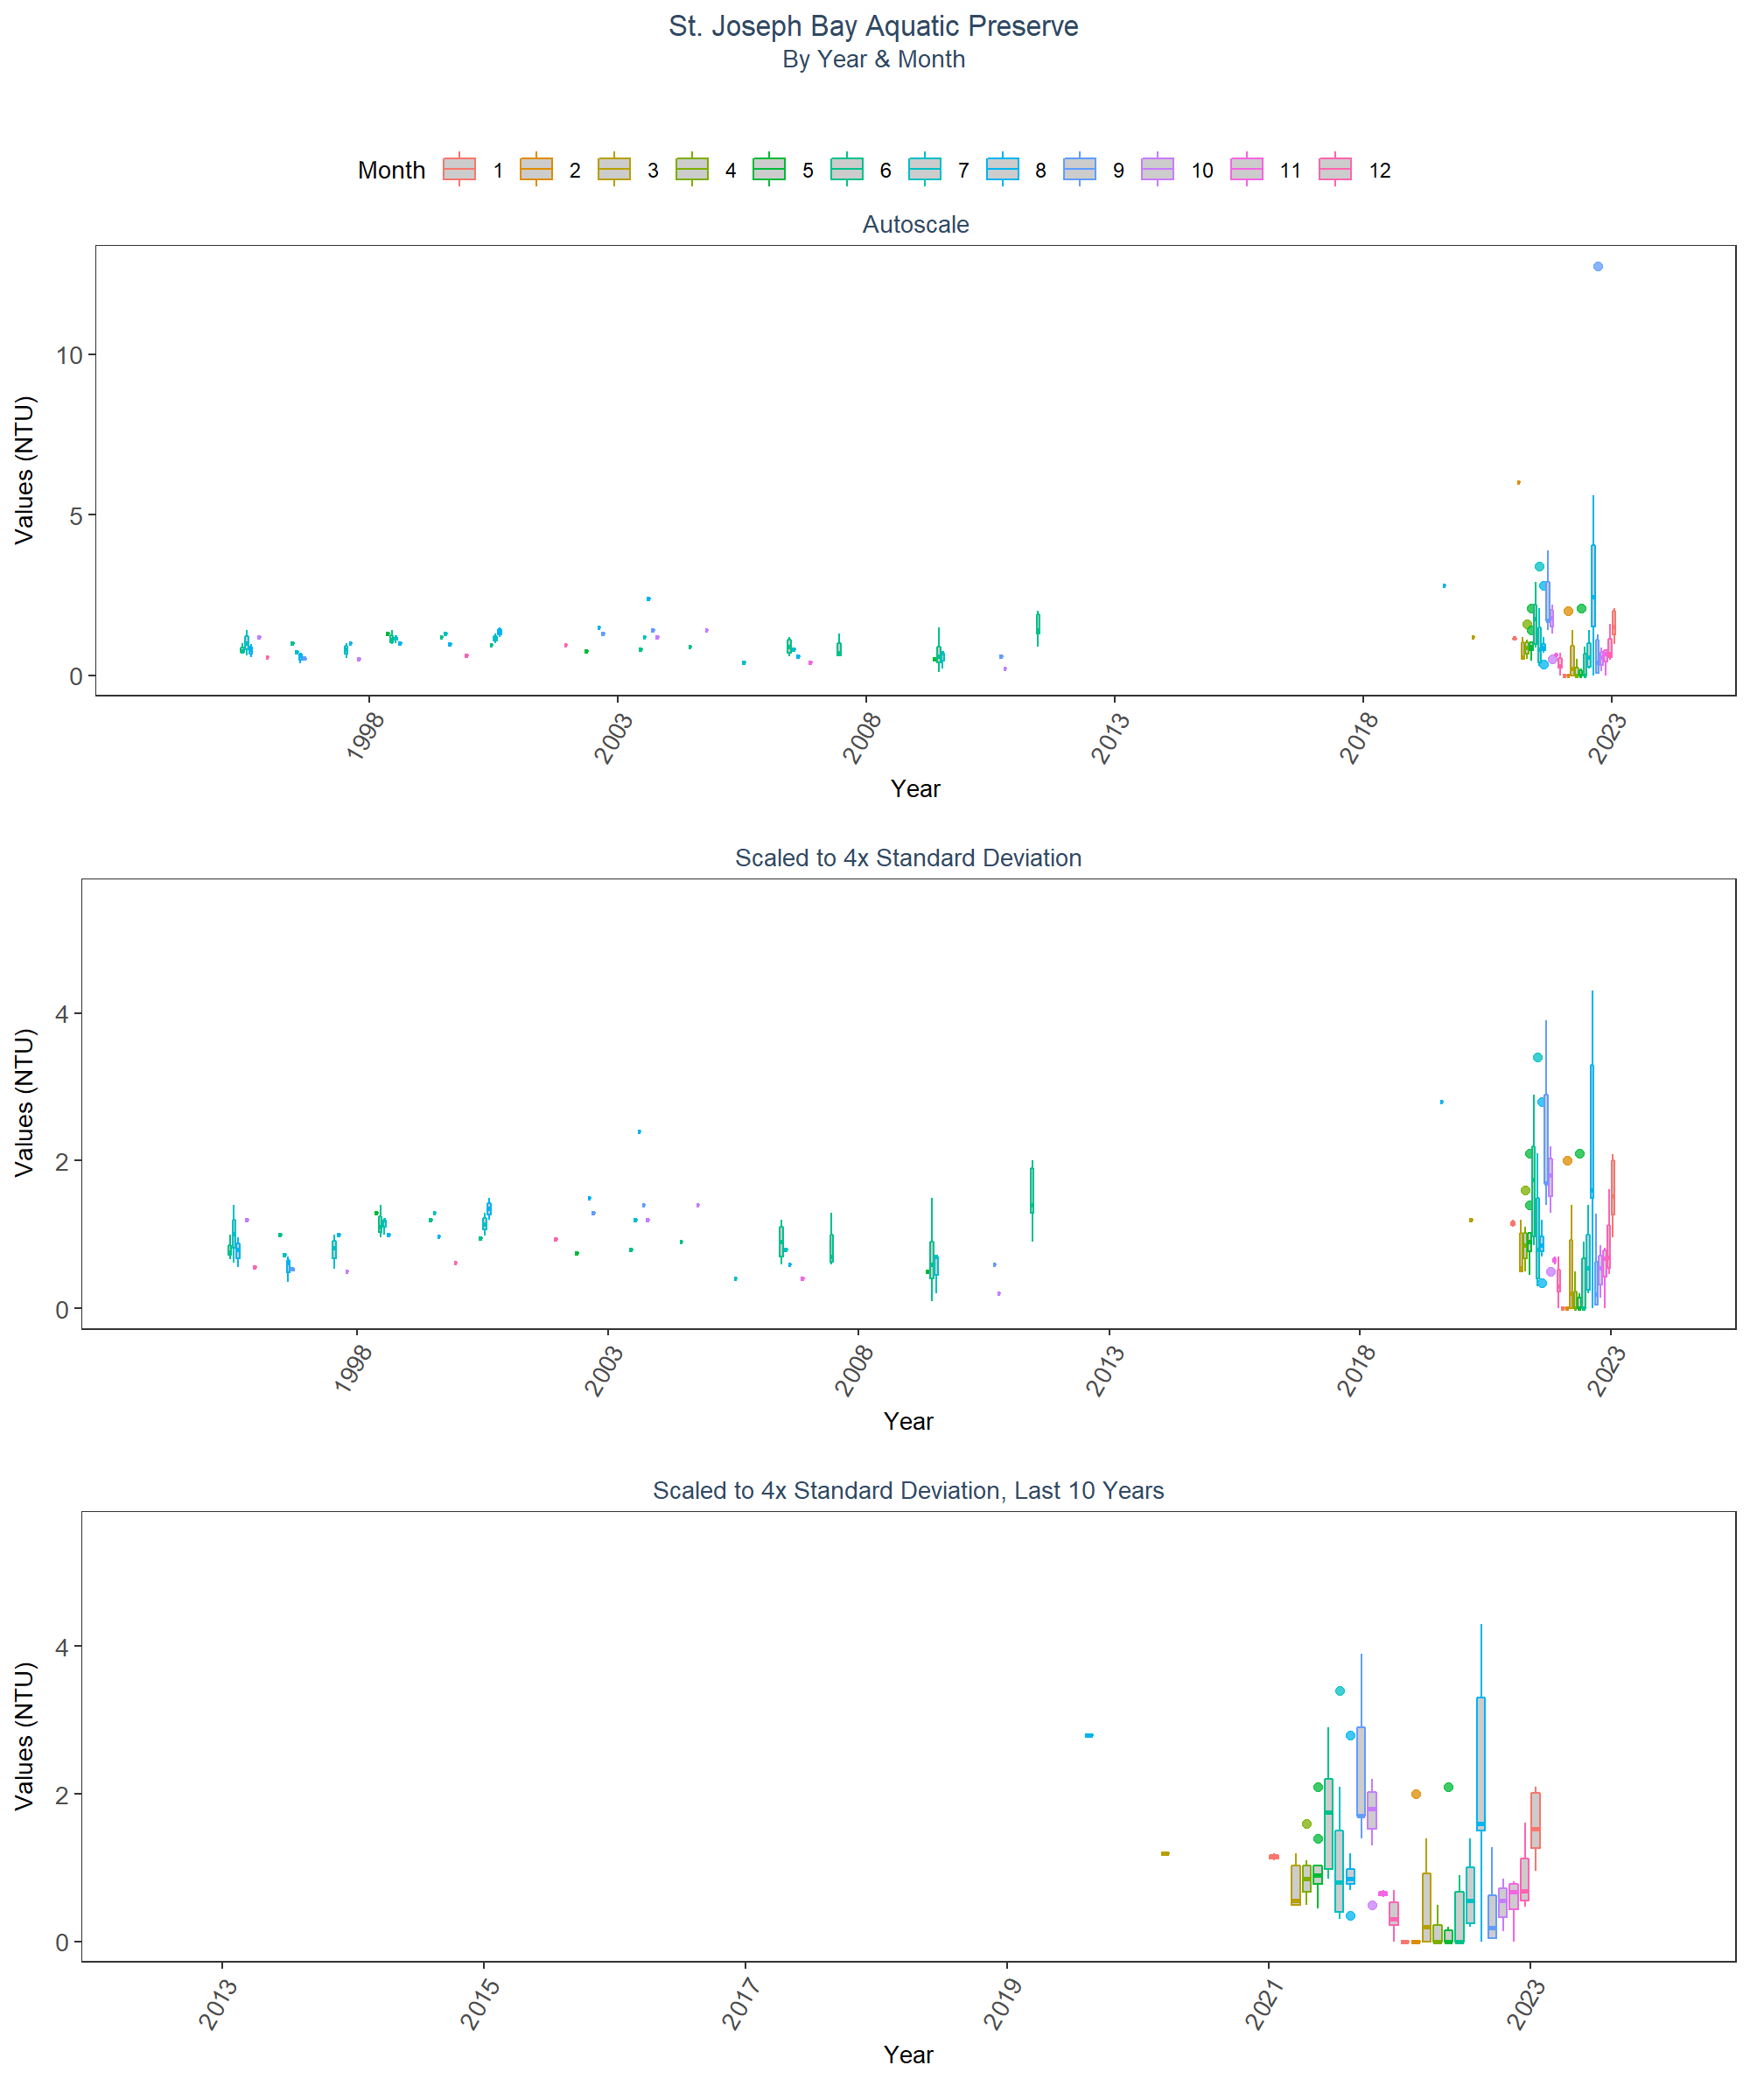 St. Joseph Bay Aquatic Preserve
By Year & Month
Month 1 2 3 4 5 6 7 8 9 10 11 12
Autoscale
Values (NTU)
10
5
0
1998 2003 2008 2013 2018 2023
Year
Scaled to 4x Standard Deviation
Values (NTU)
4
2
0
1998 2003 2008 2013 2018 2023
Year
Scaled to 4x Standard Deviation, Last 10 Years
Values (NTU)
4
2
0
2013 2015 2017 2019 2021 2023
Year